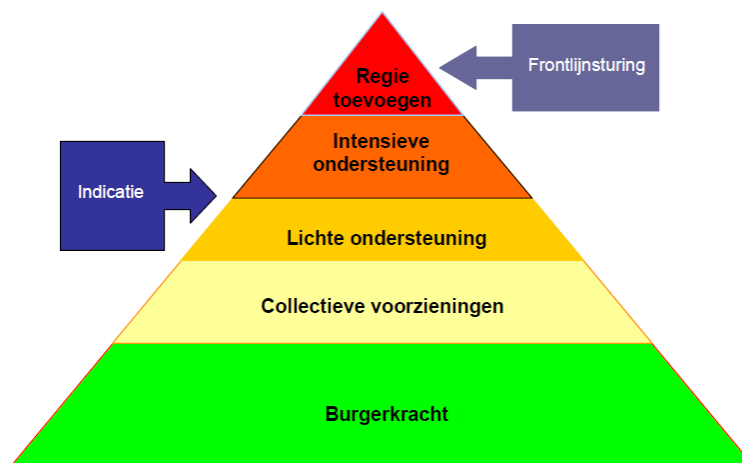 Regie
toevoegen
Frontlijnsturing
Intensieve
ondersteuning
Indicatie
Lichte ondersteuning
Collectieve voorzieningen
Burgerkracht